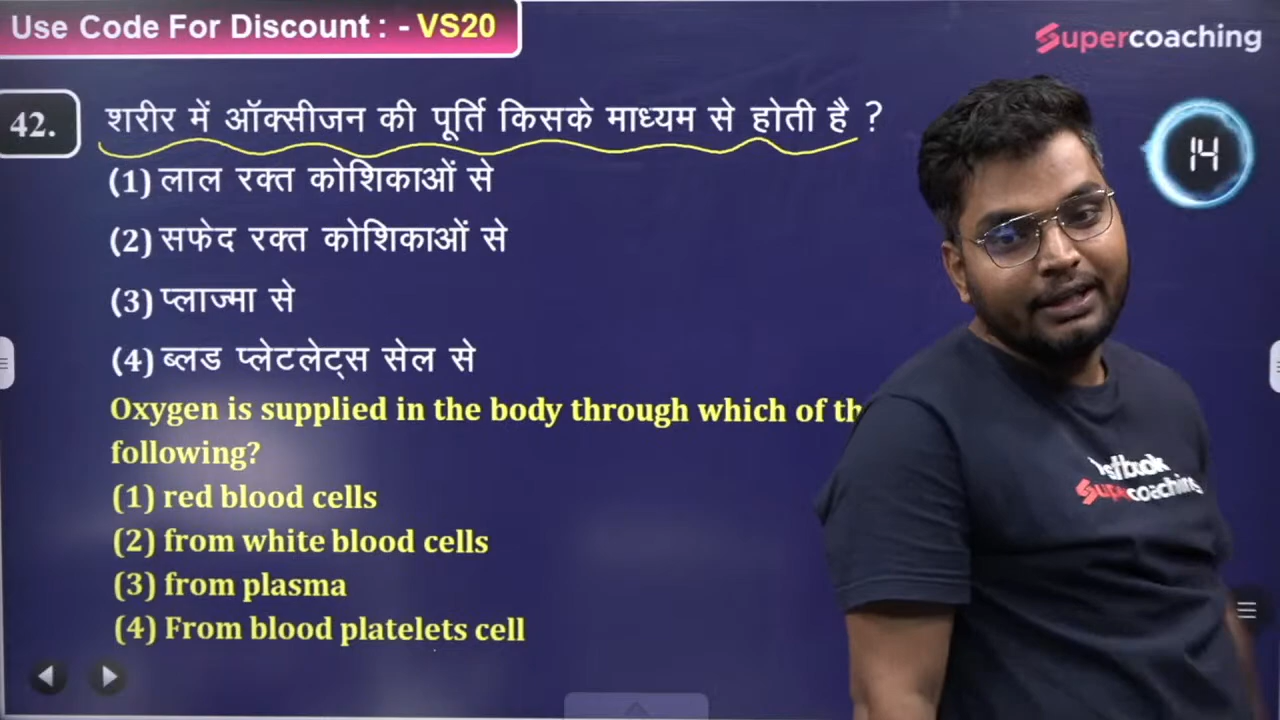 Use Code For Discount : - VS20
Supercoaching
42. शरीर में ऑक्सीजन की पूर्ति किसके माध्यम से होती है ?
14
(1) लाल रक्त कोशिकाओं से
(2) सफेद रक्त कोशिकाओं से
(3) प्लाज्मा से
(4) ब्लड प्लेटलेट्स सेल से
Oxygen is supplied in the body through which of th
following?
(1) red blood cells
(2) from white blood cells
(3) from plasma
(4) From blood platelets cell
testbook
Supercoaching